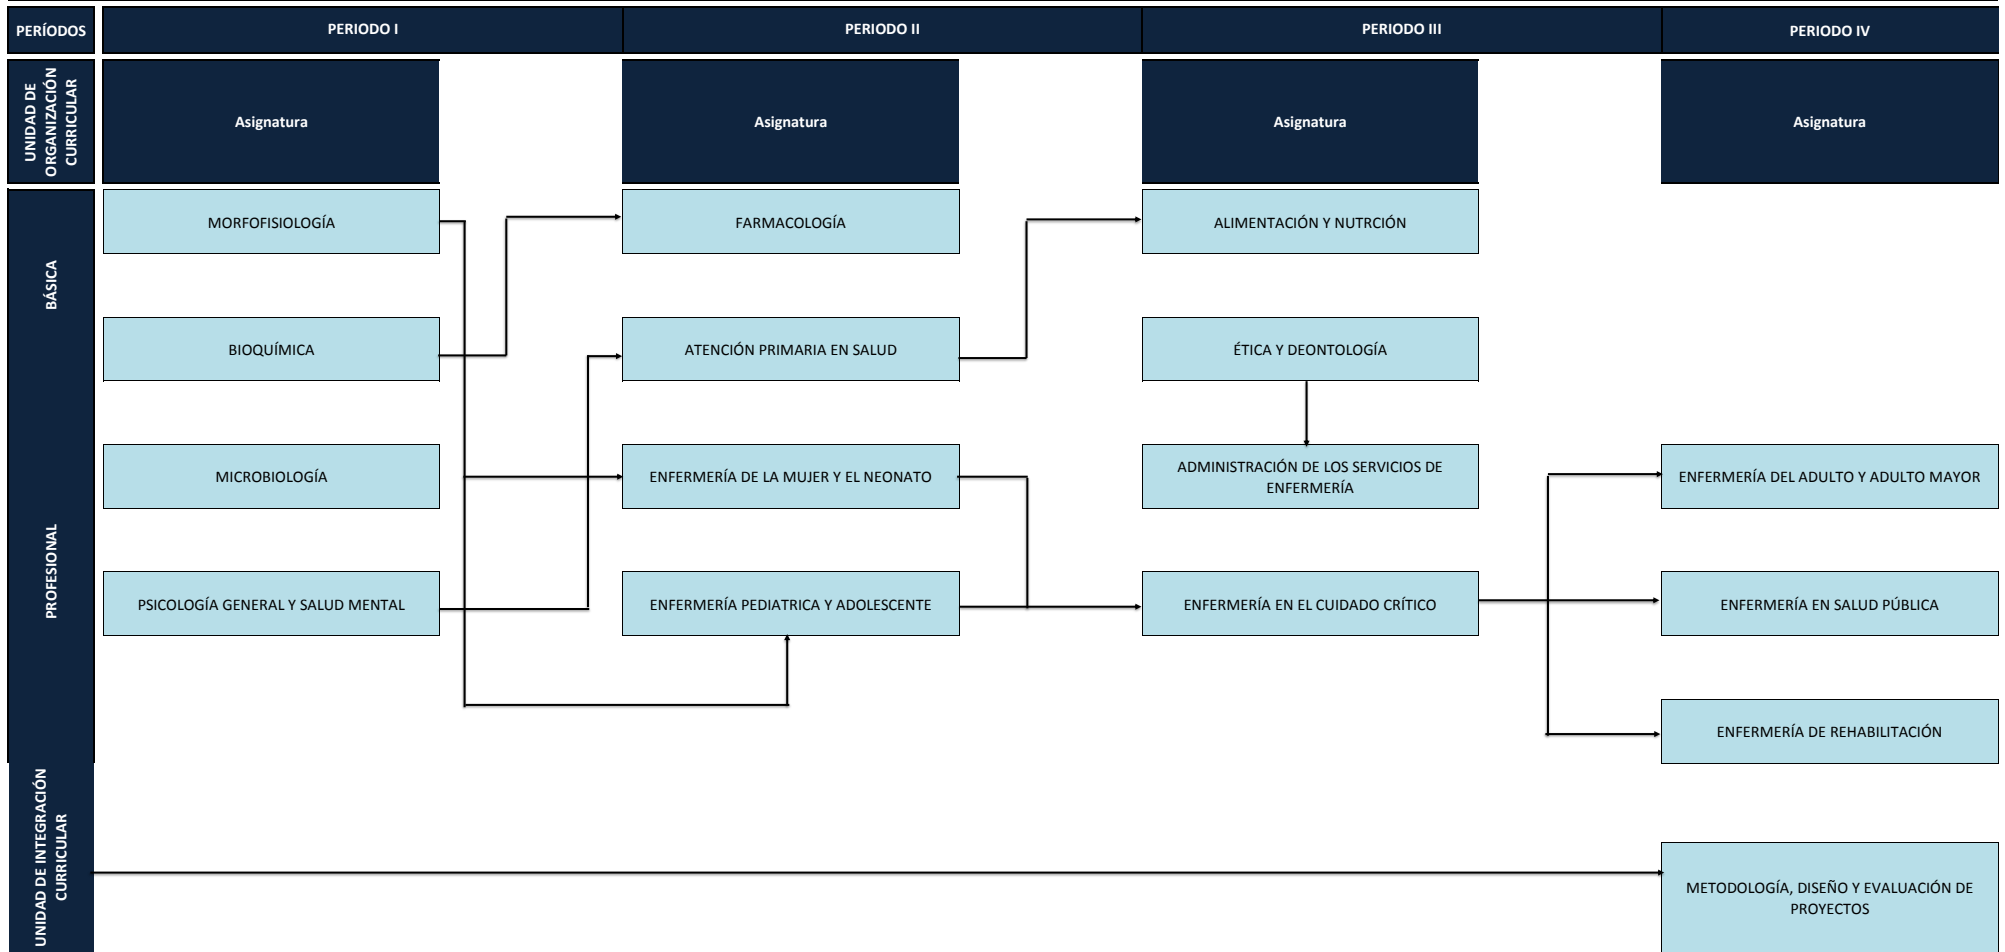 PERÍODOS
PERIODO I
PERIODO II
PERIODO III
PERIODO IV
UNIDAD DE
ORGANIZACIÓN
CURRICULAR
Asignatura
Asignatura
Asignatura
Asignatura
BÁSICA
MORFOFISIOLOGÍA
FARMACOLOGÍA
ALIMENTACIÓN Y NUTRCIÓN
BIOQUÍMICA
ATENCIÓN PRIMARIA EN SALUD
ÉTICA Y DEONTOLOGÍA
PROFESIONAL
MICROBIOLOGÍA
ENFERMERÍA DE LA MUJER Y EL NEONATO
ADMINISTRACIÓN DE LOS SERVICIOS DE
ENFERMERÍA
ENFERMERÍA DEL ADULTO Y ADULTO MAYOR
PSICOLOGÍA GENERAL Y SALUD MENTAL
ENFERMERÍA PEDIATRICA Y ADOLESCENTE
ENFERMERÍA EN EL CUIDADO CRÍTICO
ENFERMERÍA EN SALUD PÚBLICA
ENFERMERÍA DE REHABILITACIÓN
UNIDAD DE INTEGRACIÓN
CURRICULAR
METODOLOGÍA, DISEÑO Y EVALUACIÓN DE
PROYECTOS